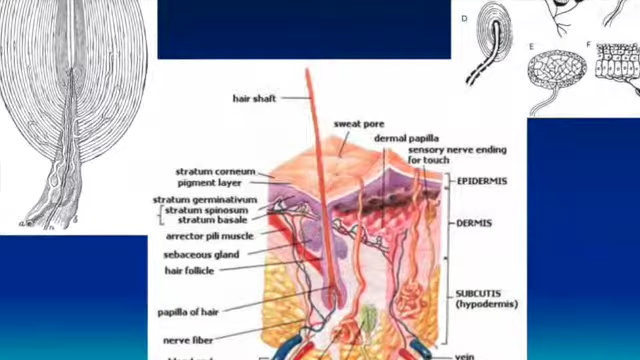 D
E
F
hair shaft
sweat pore
dermal papilla
sensory nerve ending
for touch
stratum corneum
pigment layer
stratum germinativum
stratum spinosum
stratum basale
arrector pili muscle
sebaceous gland
hair follicle
papilla of hair
nerve fiber
EPIDERMIS
DERMIS
SUBCUTIS
(hypodermis)
vein